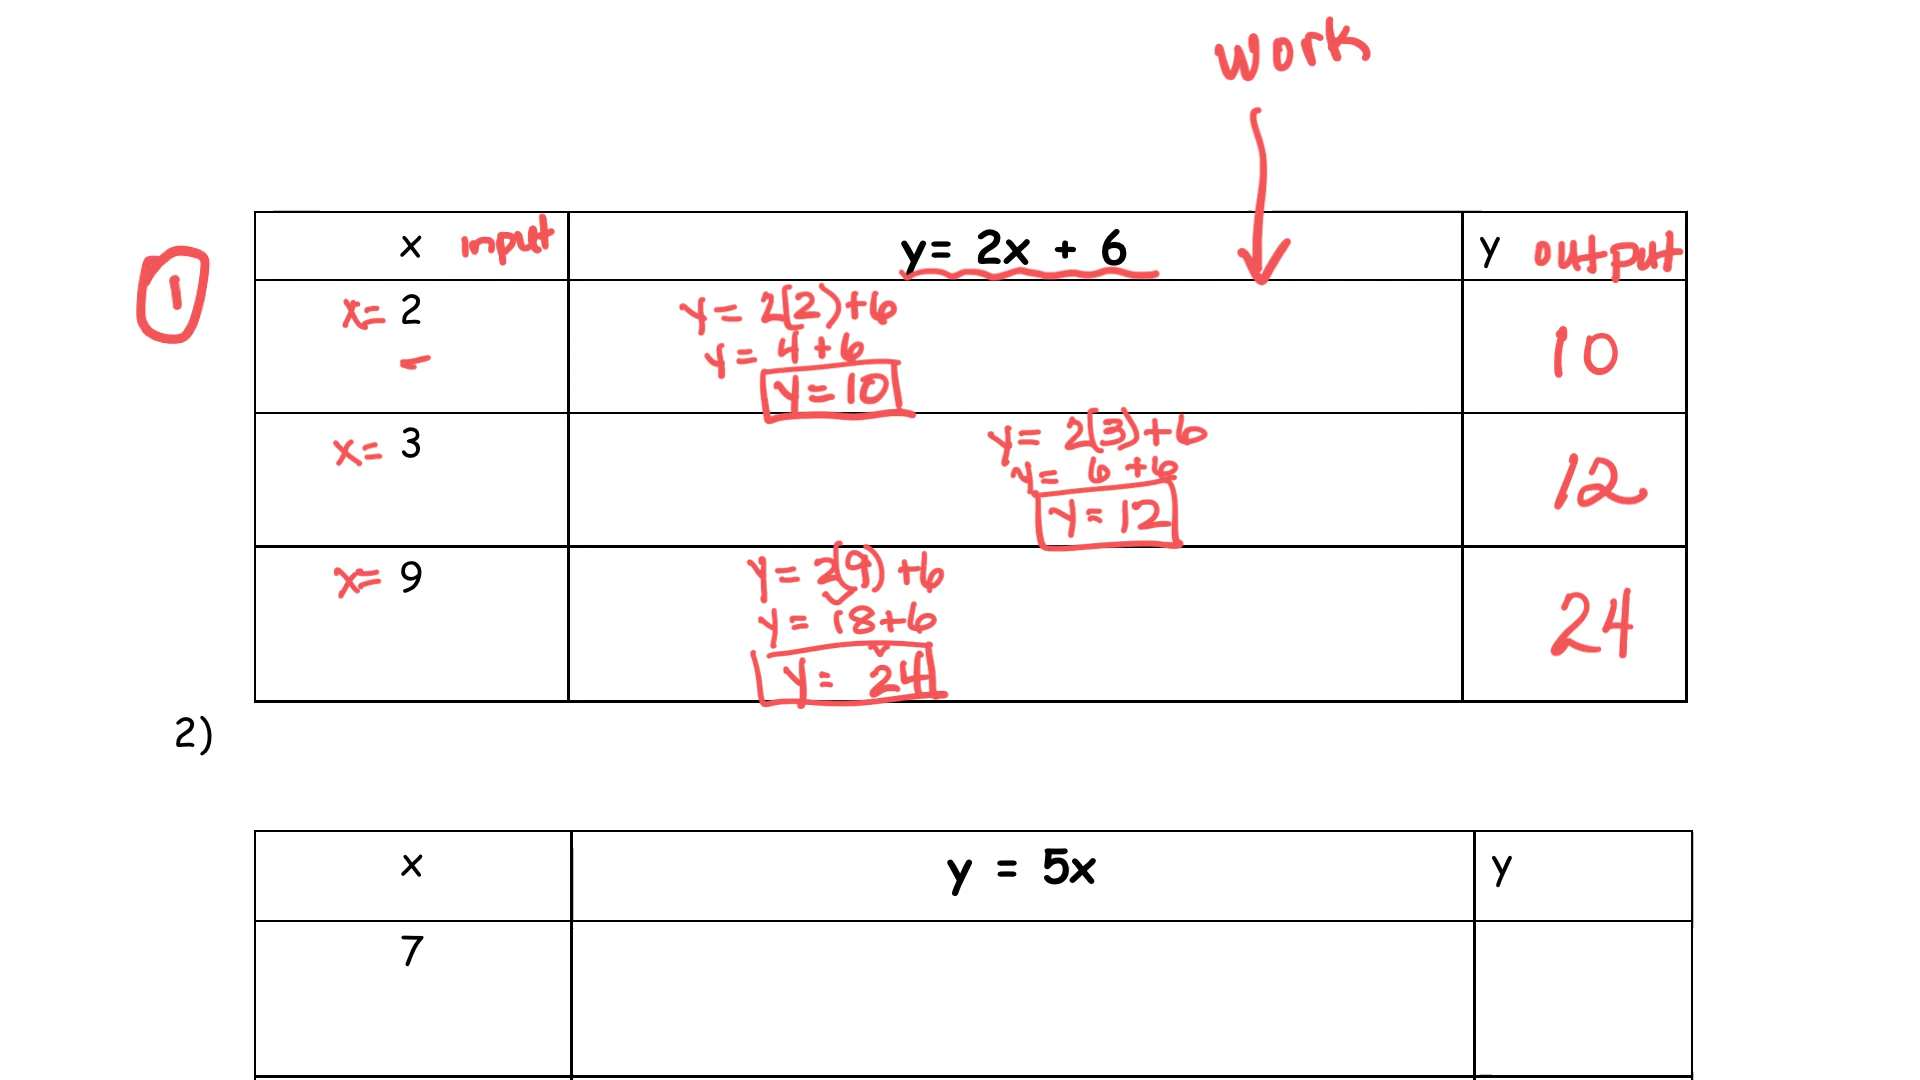 work
1
x input
y= 2x + 6
y output
x= 2
y= 2(2)+6
y= 4+6
y=10
10
x= 3
y= 2(3)+6
y= 6 +6
y= 12
12
x= 9
y= 2(9) +6
y= 18+6
y= 24
24
2)
x
y = 5x
y
7